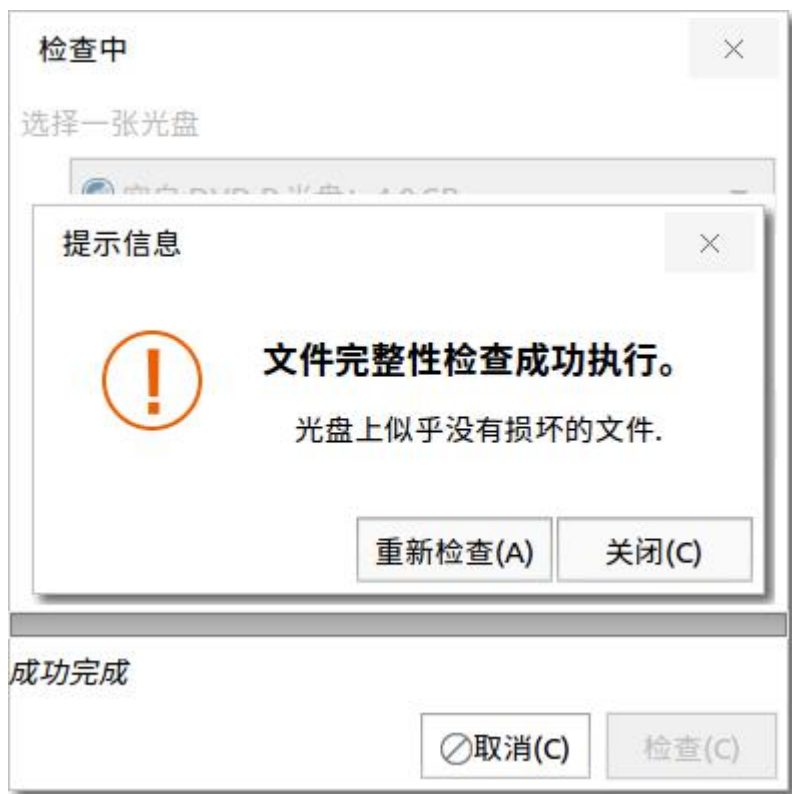 检查中
选择一张光盘
提示信息
文件完整性检查成功执行。
光盘上似乎没有损坏的文件.
重新检查(A)
关闭(C)
成功完成
取消(C)
检查(C)